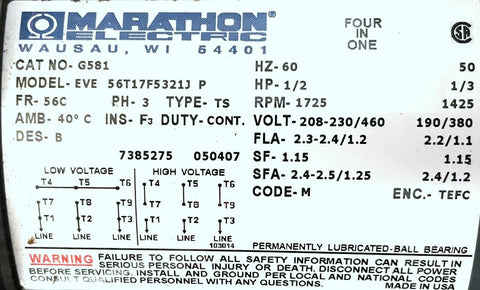 MARATHON
ELECTRIC
WAUSAU, WI 54401
FOUR
IN
ONE
SA
CAT NO- G581
MODEL- EVE 56T17F5321J P
FR- 56C PH- 3 TYPE- TS
AMB- 40°C INS- F3 DUTY- CONT.
DES- B
7385275 050407
HZ-60 50
HP- 1/2 1/3
RPM- 1725 1425
VOLT-208-230/460 190/380
FLA- 2.3-2.4/1.2 2.2/1.1
SF- 1.15 1.15
SFA- 2.4-2.5/1.25 2.4/1.2
CODE- M ENC.- TEFC
LOW VOLTAGE HIGH VOLTAGE
T4 T5 T6 T4 T5 T6
T7 T8 T9 T7 T8 T9
T1 T2 T3 T1 T2 T3
LINE LINE LINE LINE LINE LINE
103014
PERMANENTLY LUBRICATED-BALL BEARING
WARNING FAILURE TO FOLLOW ALL SAFETY INFORMATION CAN RESULT IN
SERIOUS PERSONAL INJURY OR DEATH. DISCONNECT ALL POWER
BEFORE SERVICING. INSTALL AND GROUND PER LOCAL AND NATIONAL CODES
CONSULT QUALIFIED PERSONNEL WITH QUESTIONS. MADE IN USA